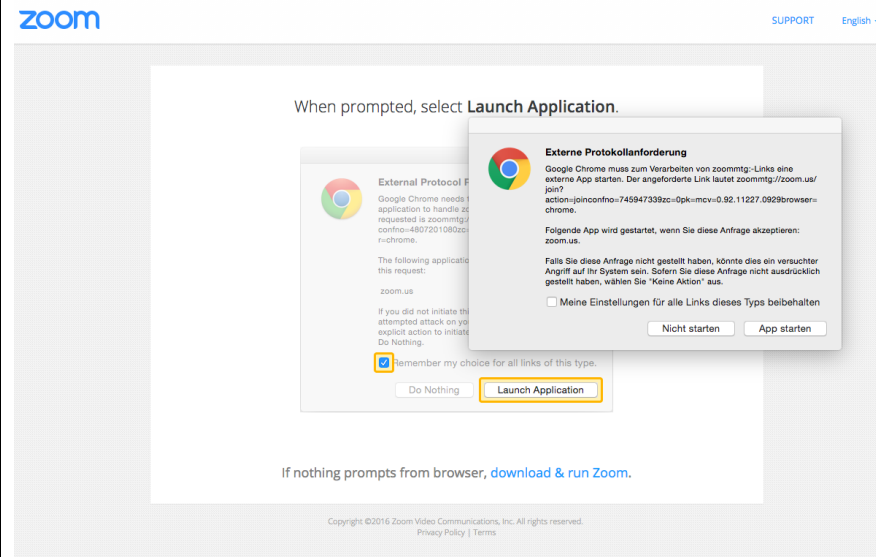 zoom
SUPPORT
English
When prompted, select Launch Application.
External Protocol
Google Chrome needs
application to handle
requested is zoommtg:
confno=4807201080zc=
r=chrome.
The following applicatio
this request:
zoom.us
If you did not initiate thi
attempted attack on yo
explicit action to initiate
Do Nothing.
Remember my choice for all links of this type.
Do Nothing
Launch Application
Externe Protokollanforderung
Google Chrome muss zum Verarbeiten von zoommtg:-Links eine
externe App starten. Der angeforderte Link lautet zoommtg://zoom.us/
join?
action=joinconfno=745947339zc=0pk=mcv=0.92.11227.0929browser=
chrome.
Folgende App wird gestartet, wenn Sie diese Anfrage akzeptieren:
zoom.us.
Falls Sie diese Anfrage nicht gestellt haben, könnte dies ein versuchter
Angriff auf Ihr System sein. Sofern Sie diese Anfrage nicht ausdrücklich
gestellt haben, wählen Sie "Keine Aktion" aus.
Meine Einstellungen für alle Links dieses Typs beibehalten
Nicht starten
App starten
If nothing prompts from browser, download & run Zoom.
Copyright ©2016 Zoom Video Communications, Inc. All rights reserved.
Privacy Policy | Terms